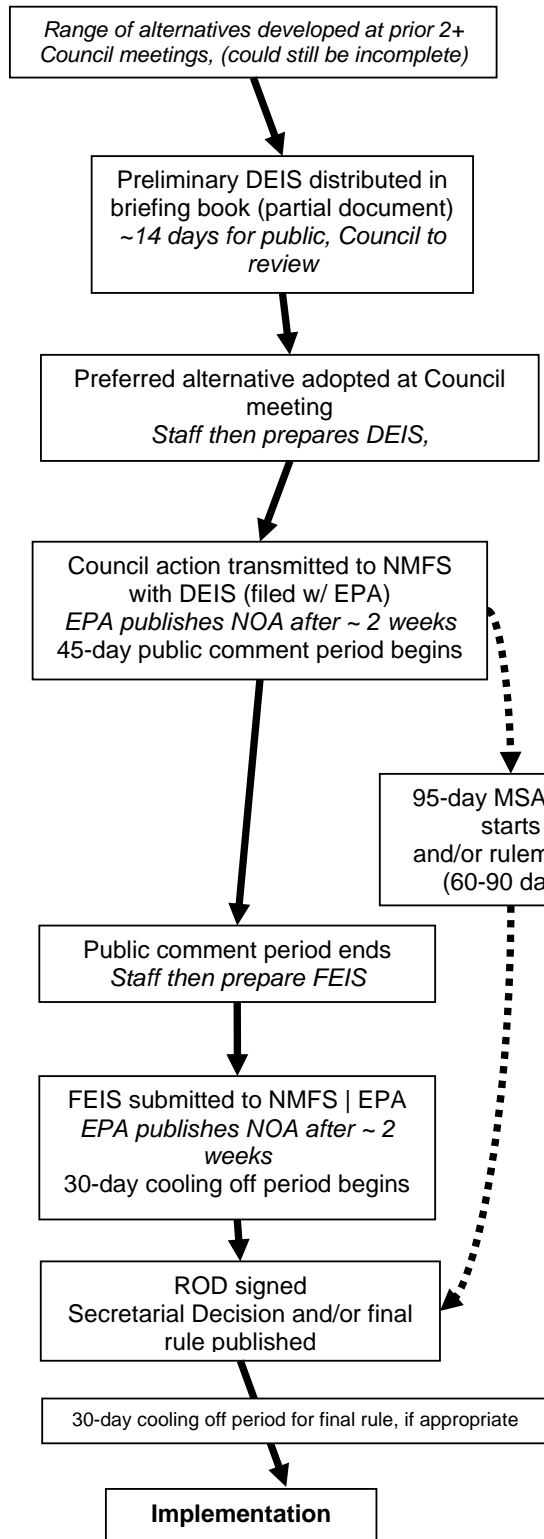 Range of alternatives developed at prior 2+
Council meetings, (could still be incomplete)
Preliminary DEIS distributed in
briefing book (partial document)
~14 days for public, Council to
review
Preferred alternative adopted at Council
meeting
Staff then prepares DEIS,
Council action transmitted to NMFS
with DEIS (filed w/ EPA)
EPA publishes NOA after ~ 2 weeks
45-day public comment period begins
95-day MSA
starts
and/or
(60-90
Public comment period ends
Staff then prepare FEIS
FEIS submitted to NMFS | EPA
EPA publishes NOA after ~ 2
weeks
30-day cooling off period begins
ROD signed
Secretarial Decision and/or final
rule published
30-day cooling off period for final rule, if appropriate
Implementation